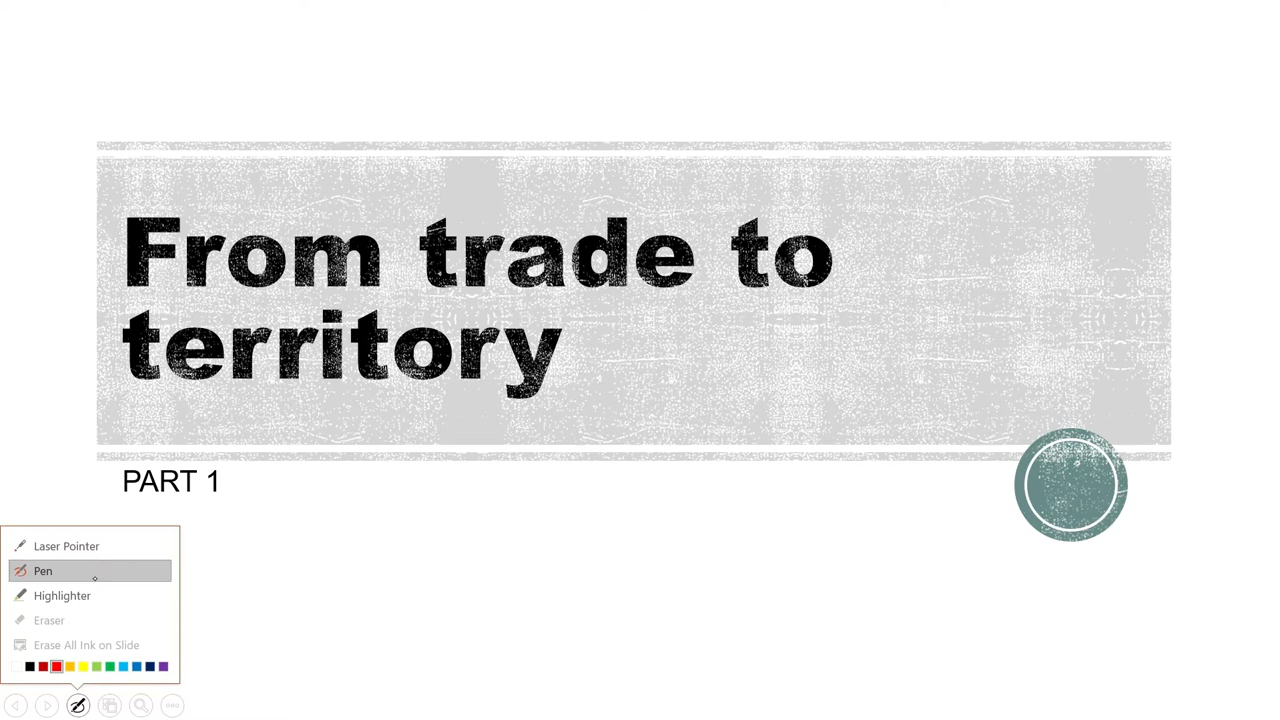 From trade to
territory
PART 1
Laser Pointer
Pen
Highlighter
Eraser
Erase All Ink on Slide